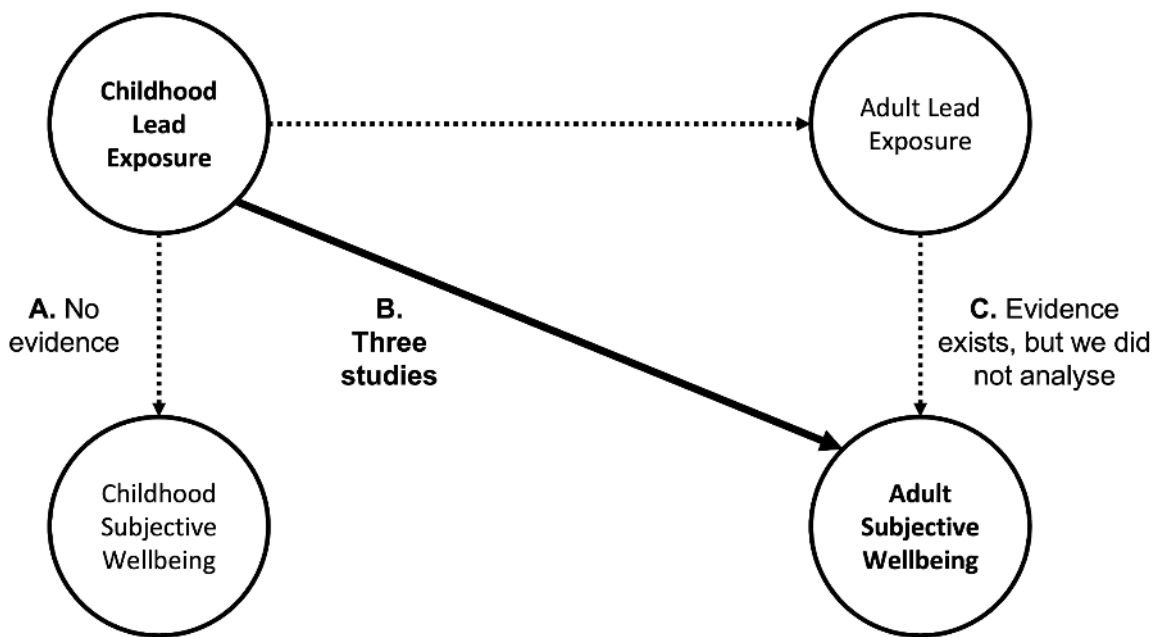 Childhood
Lead
Exposure
Adult Lead
Exposure
A. No
evidence
B.
Three
studies
C. Evidence
exists, but we did
not analyse
Childhood
Subjective
Wellbeing
Adult
Subjective
Wellbeing